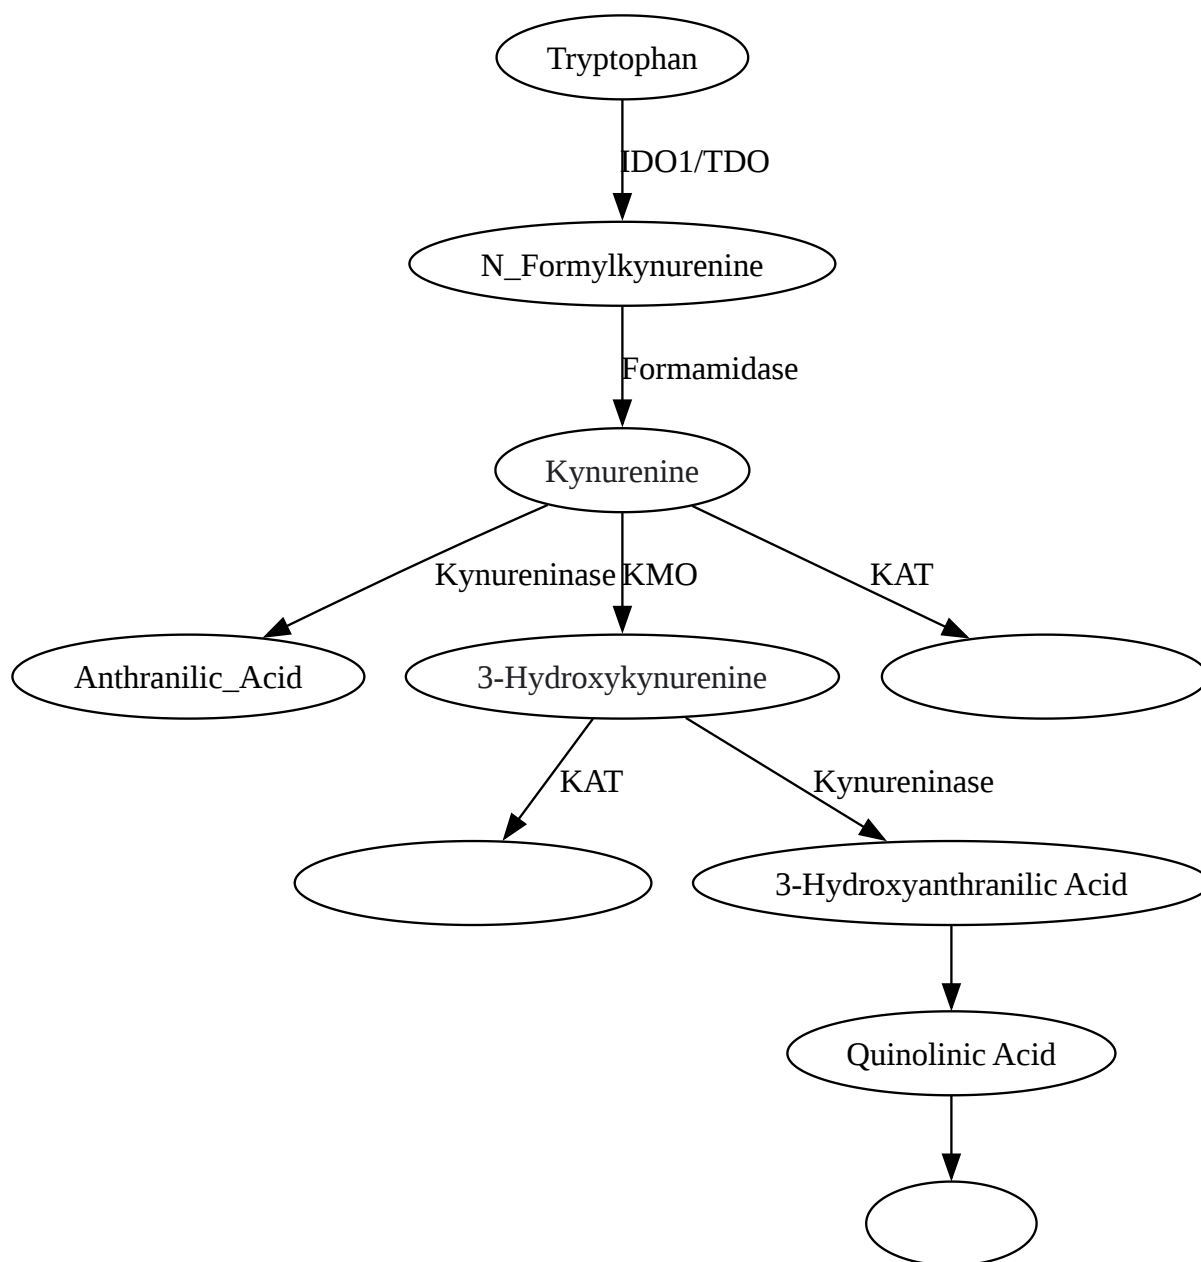 Tryptophan
IDO1/TDO
N_Formylkynurenine
Formamidase
Kynurenine
Kynureninase
KMO
KAT
Anthranilic_Acid
3-Hydroxykynurenine
KAT
Kynureninase
3-Hydroxyanthranilic Acid
Quinolinic Acid